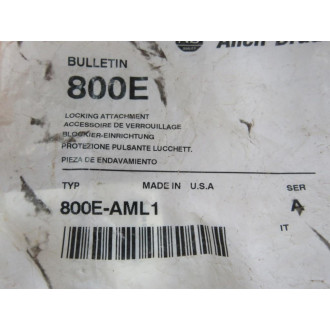 Allen-Brad
BULLETIN
800E
LOCKING ATTACHMENT
ACCESSOIRE DE VERROUILLAGE
BLOCKIER-EINRICHTUNG
PROTEZIONE PULSANTE LUCCHETT.
PIEZA DE ENDAVAMIENTO
TYP MADE IN U.S.A SER
800E-AML1 A
IT